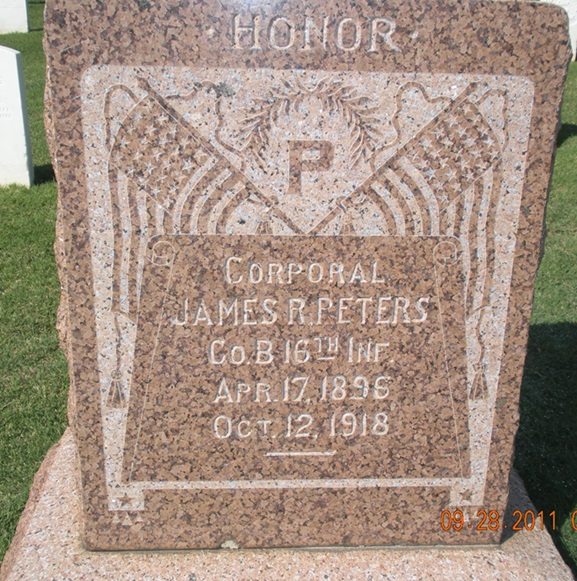 · HONOR ·
P
CORPORAL
JAMES R. PETERS
CO. B 16TH INF.
APR. 17, 1896
OCT. 12, 1918
09.28.2011